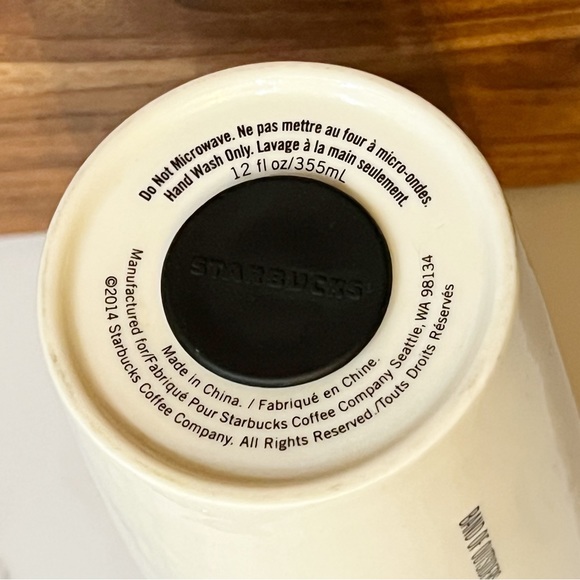 Do Not Microwave. Ne pas mettre au four à micro-ondes.
Hand Wash Only. Lavage à la main seulement.
12 fl oz/355mL
STARBUCKS
Made in China. / Fabriqué en Chine.
Manufactured for/Fabriqué Pour Starbucks Coffee Company Seattle, WA 98134
©2014 Starbucks Coffee Company. All Rights Reserved./Touts Droits Réservés
BAND OF